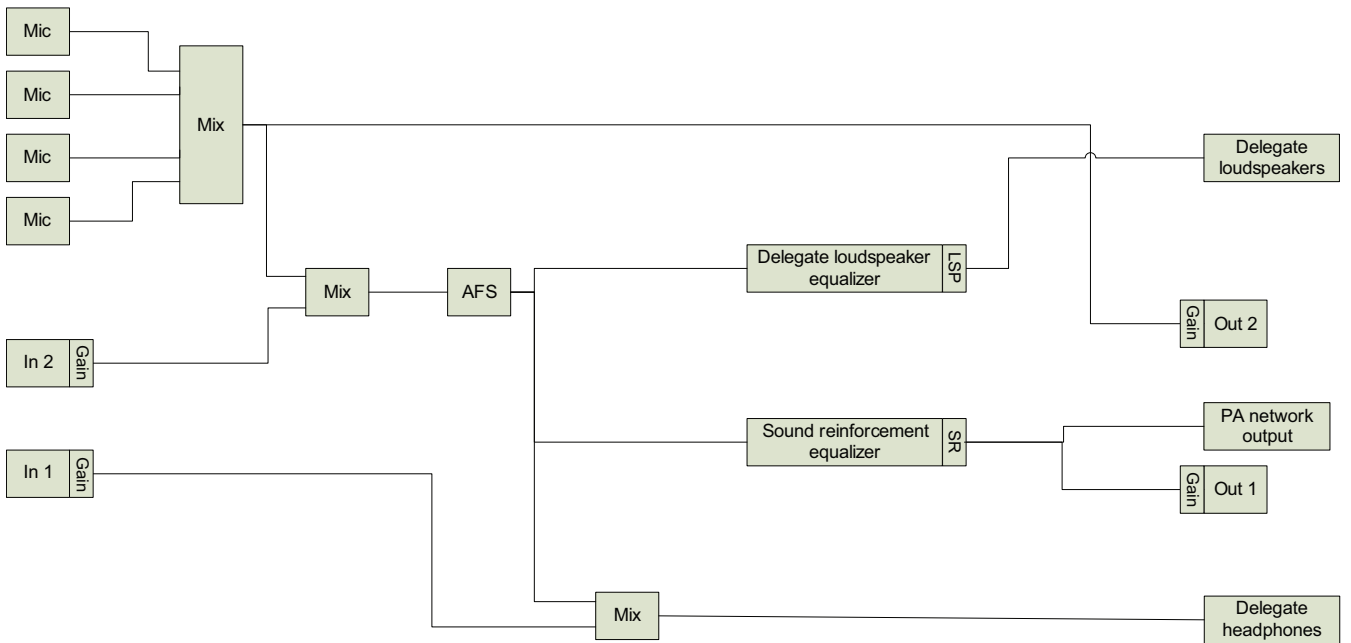 Mic
Mic
Mic
Mic
Mix
Delegate
loudspeakers
Delegate loudspeaker
equalizer
LSP
Mix
AFS
Gain
Out 2
In 2
Gain
PA network
output
Sound reinforcement
equalizer
SR
In 1
Gain
Gain
Out 1
Mix
Delegate
headphones